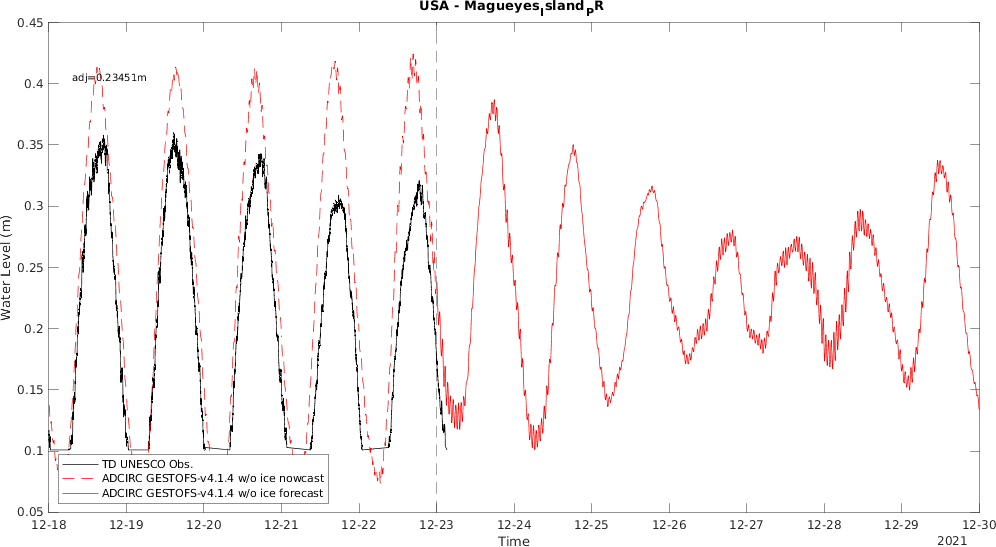 USA - Magueyes_Island_PR
0.45
0.4
0.35
0.3
0.25
0.2
0.15
0.1
0.05
Water Level (m)
adj=0.23451m
TD UNESCO Obs.
ADCIRC GESTOFS-v4.1.4 w/o ice nowcast
ADCIRC GESTOFS-v4.1.4 w/o ice forecast
12-18 12-19 12-20 12-21 12-22 12-23 12-24 12-25 12-26 12-27 12-28 12-29 12-30
Time
2021